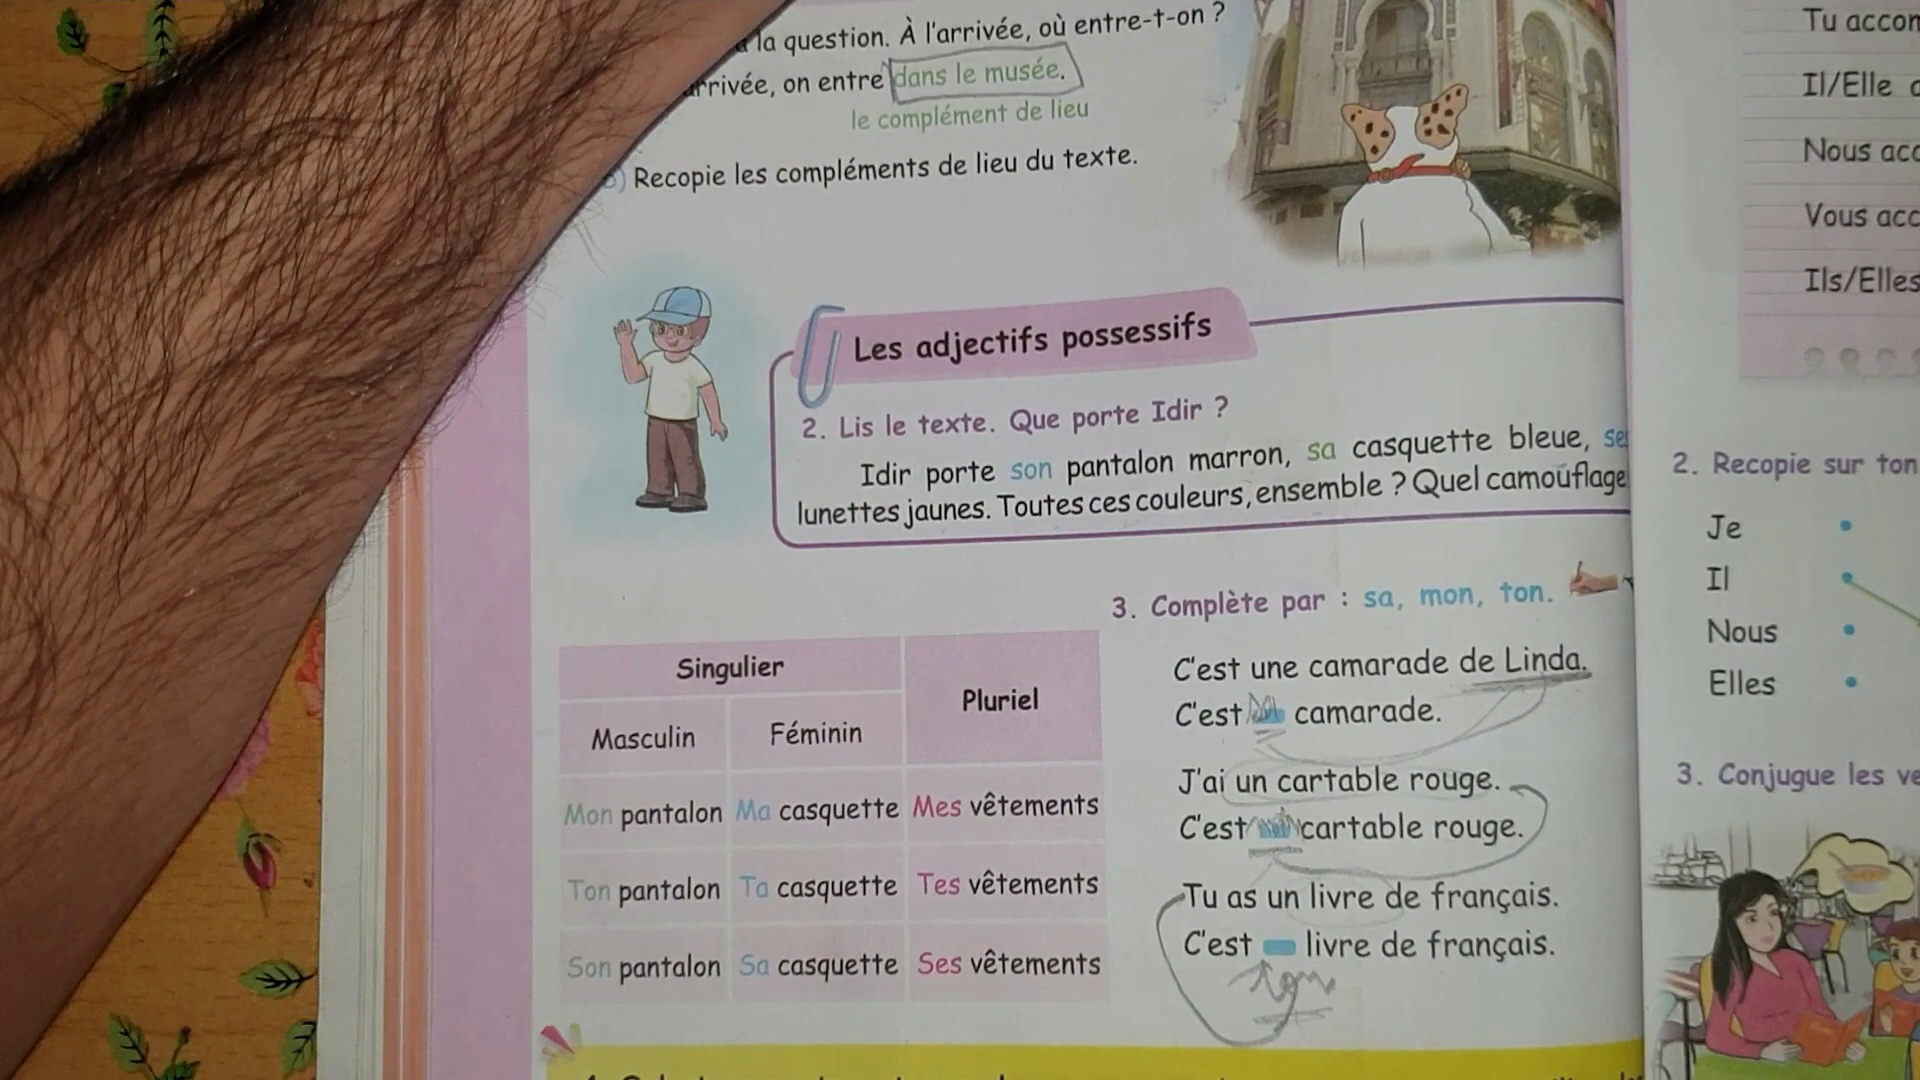 la question. À l'arrivée, où entre-t-on ?
rrivée, on entre dans le musée.
le complément de lieu
Recopie les compléments de lieu du texte.
Les adjectifs possessifs
2. Lis le texte. Que porte Idir ?
Idir porte son pantalon marron, sa casquette bleue, se
lunettes jaunes. Toutes ces couleurs, ensemble ? Quel camouflage
3. Complète par : sa, mon, ton.
Singulier
Pluriel
Masculin Féminin
Mon pantalon Ma casquette Mes vêtements
Ton pantalon Ta casquette Tes vêtements
Son pantalon Sa casquette Ses vêtements
C'est une camarade de Linda.
C'est camarade.
J'ai un cartable rouge.
C'est cartable rouge.
Tu as un livre de français.
C'est livre de français.
ton
Tu accom
Il/Elle
Nous acc
Vous acc
Ils/Elles
2. Recopie sur ton
Je
Il
Nous
Elles
3. Conjugue les ve